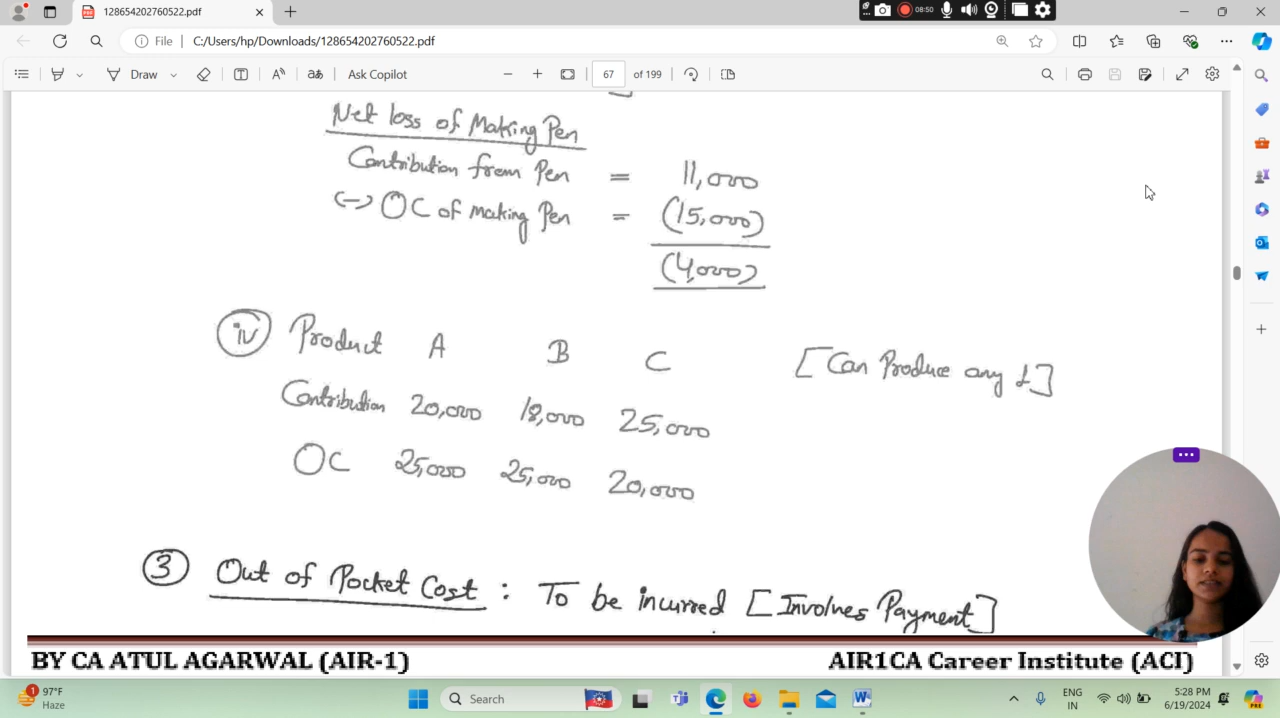 128654202760522.pdf
08:50
File C:/Users/hp/Downloads/128654202760522.pdf
Draw Ask Copilot 67 of 199
Net loss of Making Pen
Contribution from Pen = 11,000
(-) OC of making Pen = (15,000)
(4,000)
iv Product A B C [Can Produce any 1]
Contribution 20,000 18,000 25,000
OC 25,000 25,000 20,000
3 Out of Pocket Cost : To be incurred [Involves Payment]
BY CA ATUL AGARWAL (AIR-1) AIR1CA Career Institute (ACI)
1 97°F Haze Search ENG IN 5:28 PM 6/19/2024